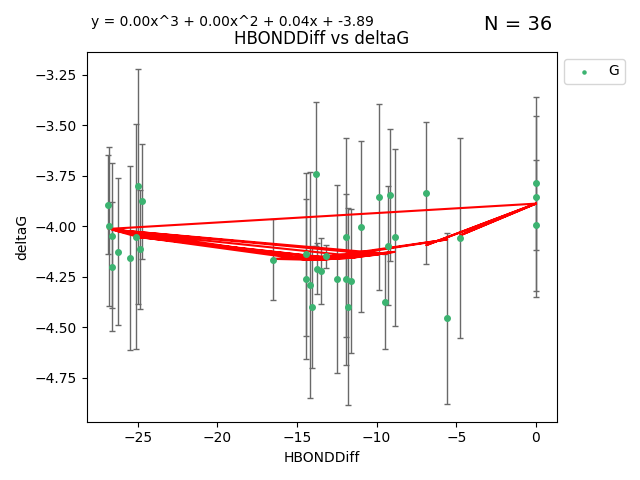 y = 0.00x^3 + 0.00x^2 + 0.04x + -3.89
N = 36
HBONDDiff vs deltaG
G
−3.25
−3.50
−3.75
−4.00
−4.25
−4.50
−4.75
deltaG
−25
−20
−15
−10
−5
0
HBONDDiff